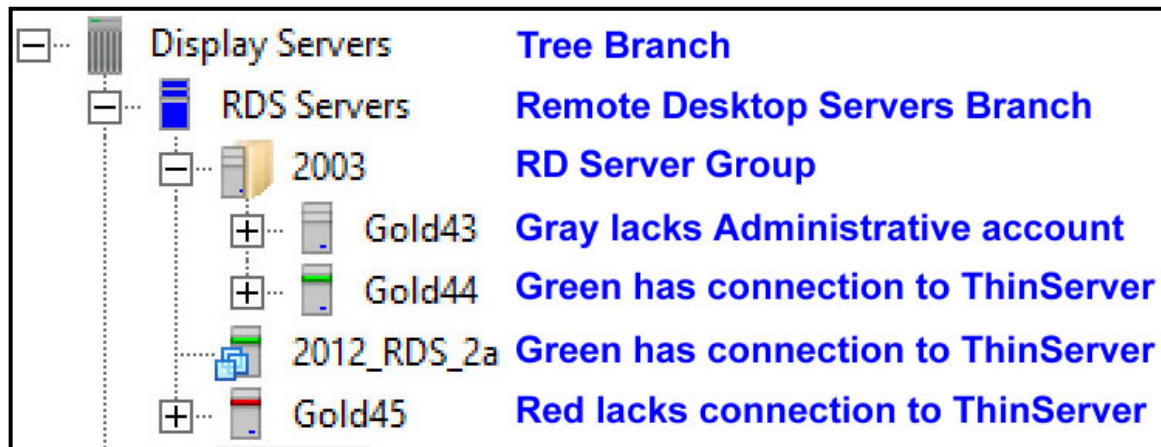 Display Servers Tree Branch
RDS Servers Remote Desktop Servers Branch
2003 RD Server Group
Gold43 Gray lacks Administrative account
Gold44 Green has connection to ThinServer
2012_RDS_2a Green has connection to ThinServer
Gold45 Red lacks connection to ThinServer